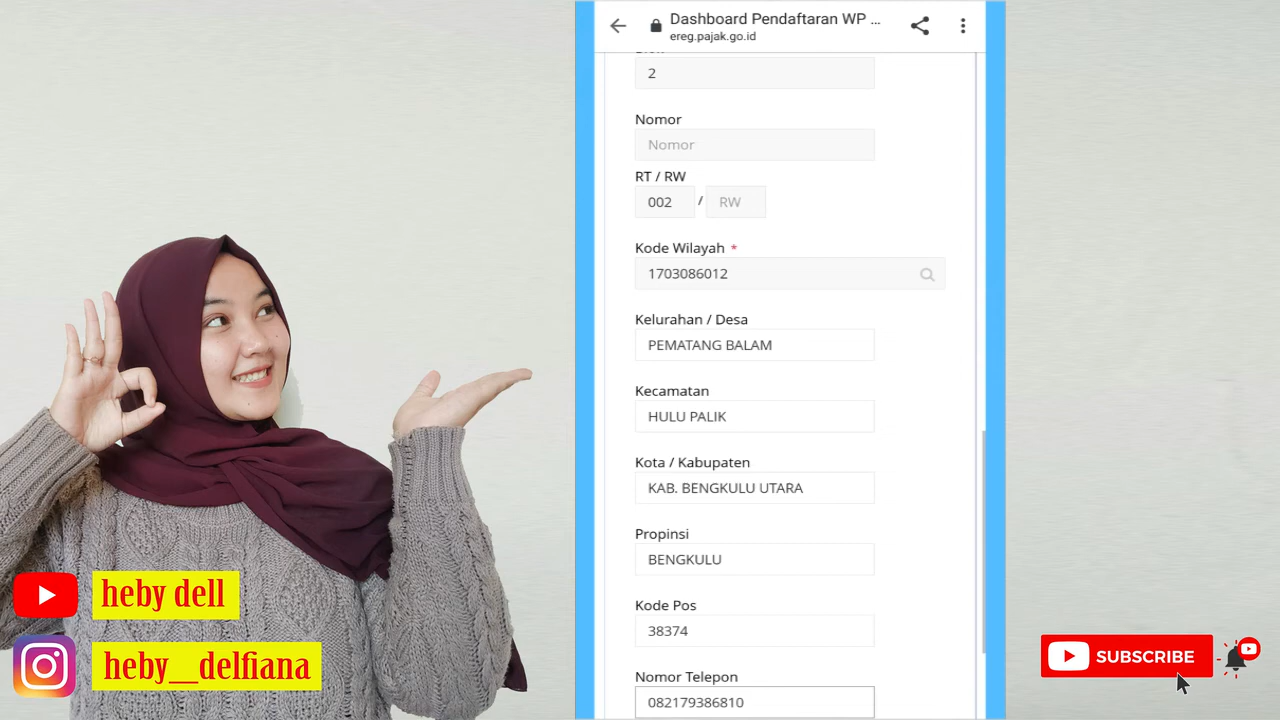 Dashboard Pendaftaran WP ...
ereg.pajak.go.id
2
Nomor
Nomor
RT / RW
002 / RW
Kode Wilayah *
1703086012
Kelurahan / Desa
PEMATANG BALAM
Kecamatan
HULU PALIK
Kota / Kabupaten
KAB. BENGKULU UTARA
Propinsi
BENGKULU
Kode Pos
38374
Nomor Telepon
082179386810
heby dell
heby__delfiana
SUBSCRIBE